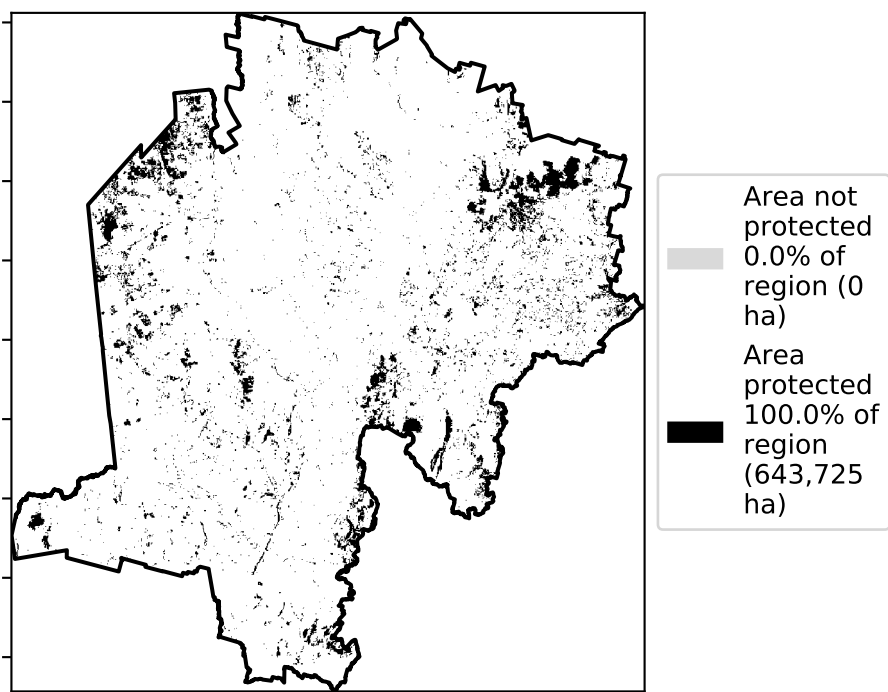 Area not
protected
0.0% of
region (0
ha)
Area
protected
100.0% of
region
(643,725
ha)